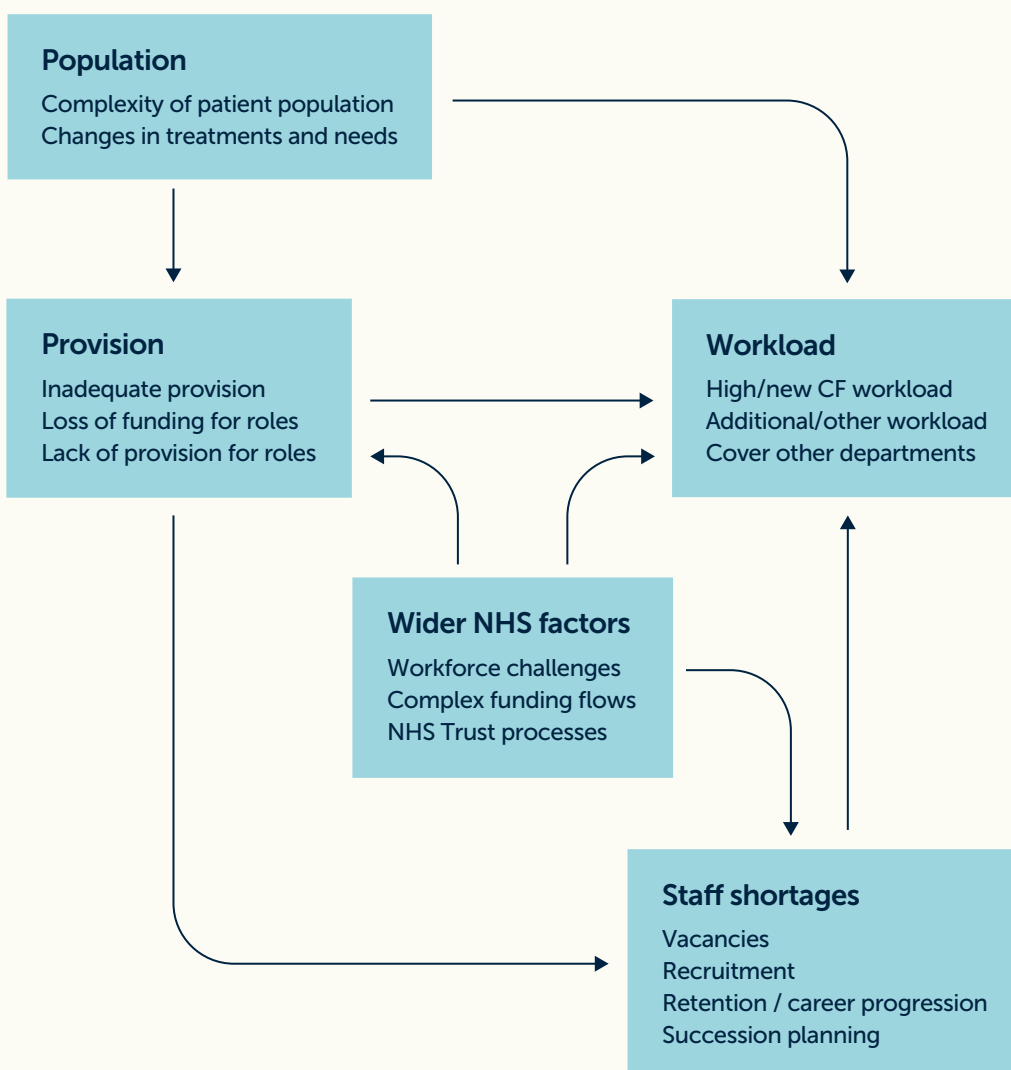 Population
Complexity of patient population
Changes in treatments and needs
Provision
Inadequate provision
Loss of funding for roles
Lack of provision for roles
Workload
High/new CF workload
Additional/other workload
Cover other departments
Wider NHS factors
Workforce challenges
Complex funding flows
NHS Trust processes
Staff shortages
Vacancies
Recruitment
Retention / career progression
Succession planning